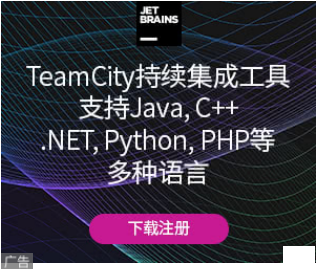 JET
BRAINS
TeamCity持续集成工具
支持Java, C++
.NET, Python, PHP等
多种语言
下载注册
广告